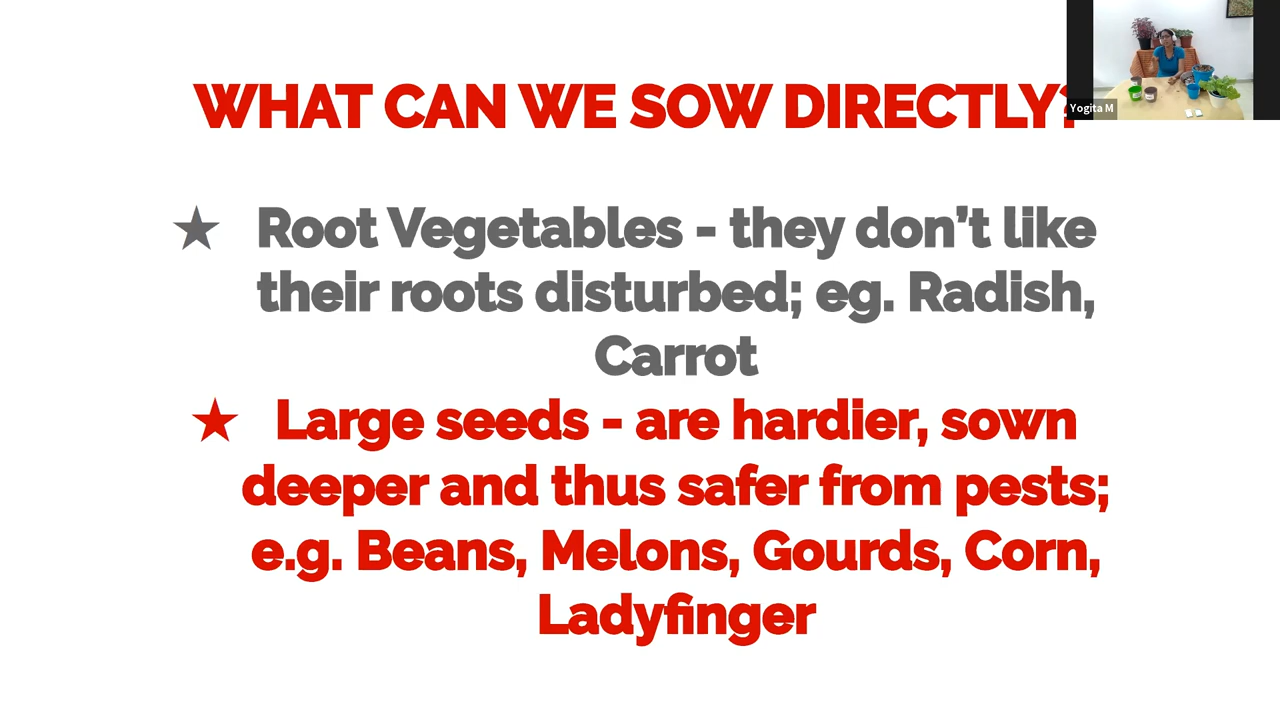 WHAT CAN WE SOW DIRECTLY?
Yogita M
★ Root Vegetables - they don’t like
their roots disturbed; eg. Radish,
Carrot
★ Large seeds - are hardier, sown
deeper and thus safer from pests;
e.g. Beans, Melons, Gourds, Corn,
Ladyfinger